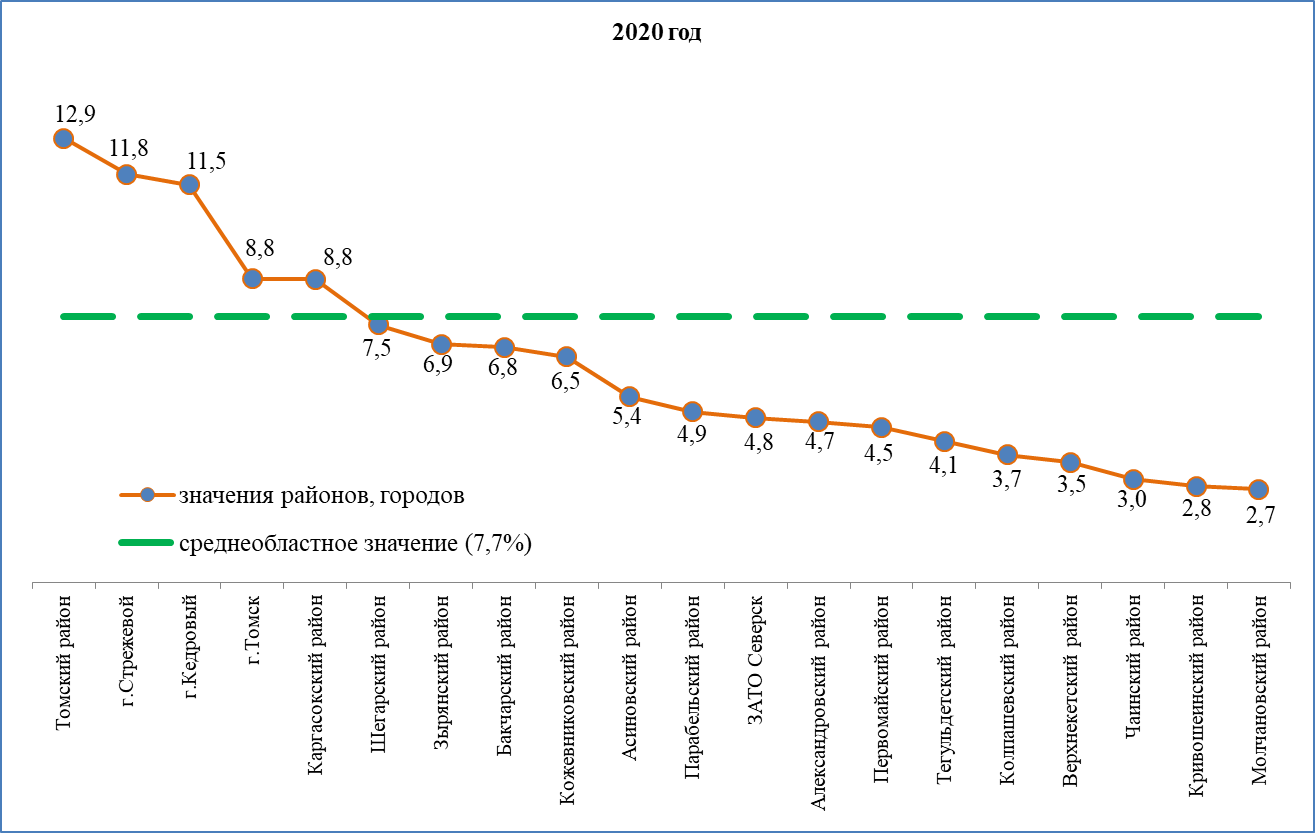 2020 год
12,9
11,8
11,5
8,8
8,8
7,5
6,9
6,8
6,5
5,4
4,9
4,8
4,7
4,5
4,1
3,7
3,5
3,0
2,8
2,7
значения районов, городов
среднеобластное значение (7,7%)
Томский район
г.Стрежевой
г.Кедровый
г.Томск
Каргасокский район
Шегарский район
Зырянский район
Бакчарский район
Кожевниковский район
Асиновский район
Парабельский район
ЗАТО Северск
Александровский район
Первомайский район
Тегульдетский район
Колпашевский район
Верхнекетский район
Чаинский район
Кривошеинский район
Молчановский район